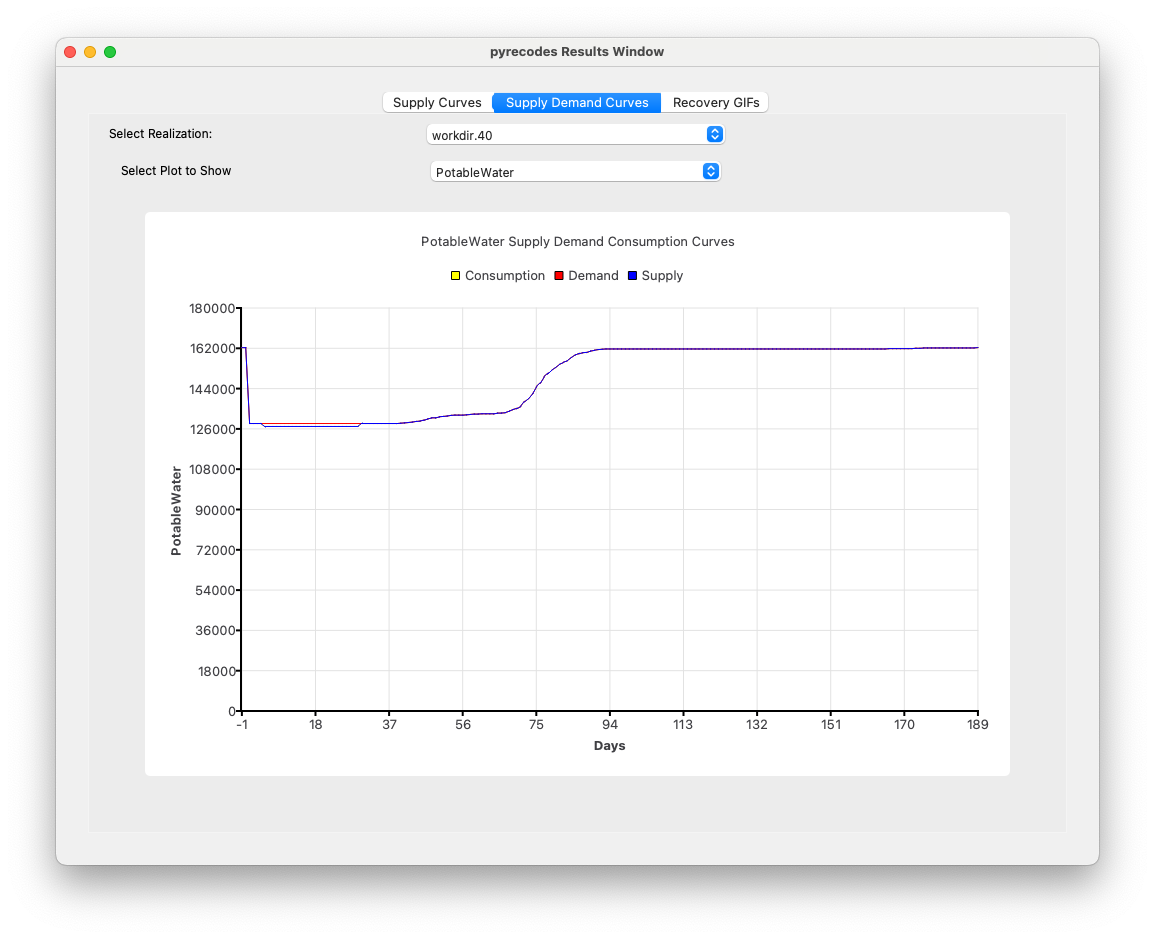 pyrecodes Results Window
Supply Curves Supply Demand Curves Recovery GIFs
Select Realization: workdir.40
Select Plot to Show PotableWater
PotableWater Supply Demand Consumption Curves
Consumption Demand Supply
180000
162000
144000
126000
108000
90000
72000
54000
36000
18000
0
PotableWater
-1 18 37 56 75 94 113 132 151 170 189
Days